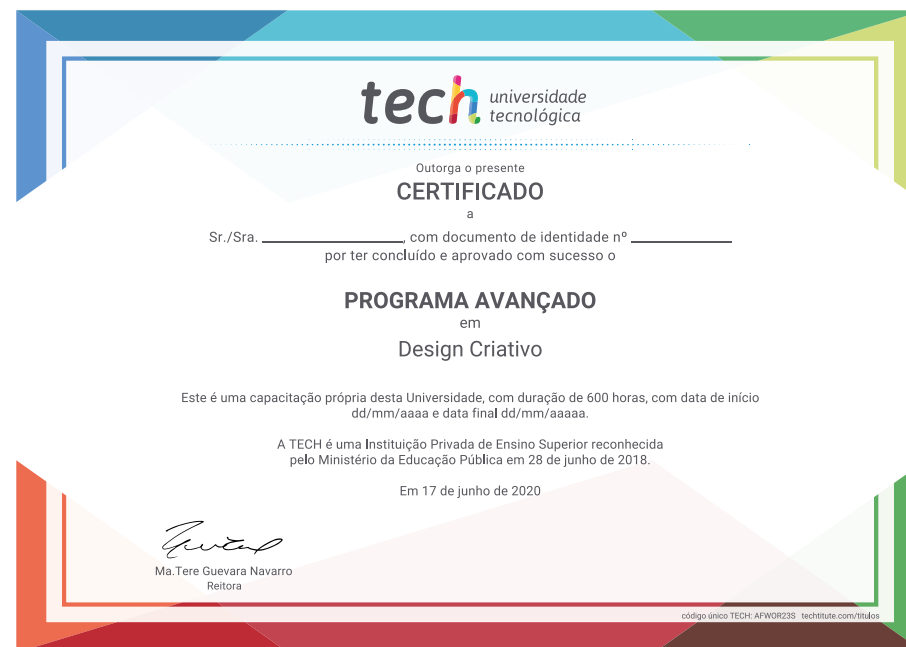 tech universidade
tecnológica
Outorga o presente
CERTIFICADO
a
Sr./Sra. ____________________, com documento de identidade nº ______________
por ter concluído e aprovado com sucesso o
PROGRAMA AVANÇADO
em
Design Criativo
Este é uma capacitação própria desta Universidade, com duração de 600 horas, com data de início
dd/mm/aaaa e data final dd/mm/aaaaa.
A TECH é uma Instituição Privada de Ensino Superior reconhecida
pelo Ministério da Educação Pública em 28 de junho de 2018.
Em 17 de junho de 2020
Ma.Tere Guevara Navarro
Reitora
código único TECH: AFWOR23S techtitute.com/titulos